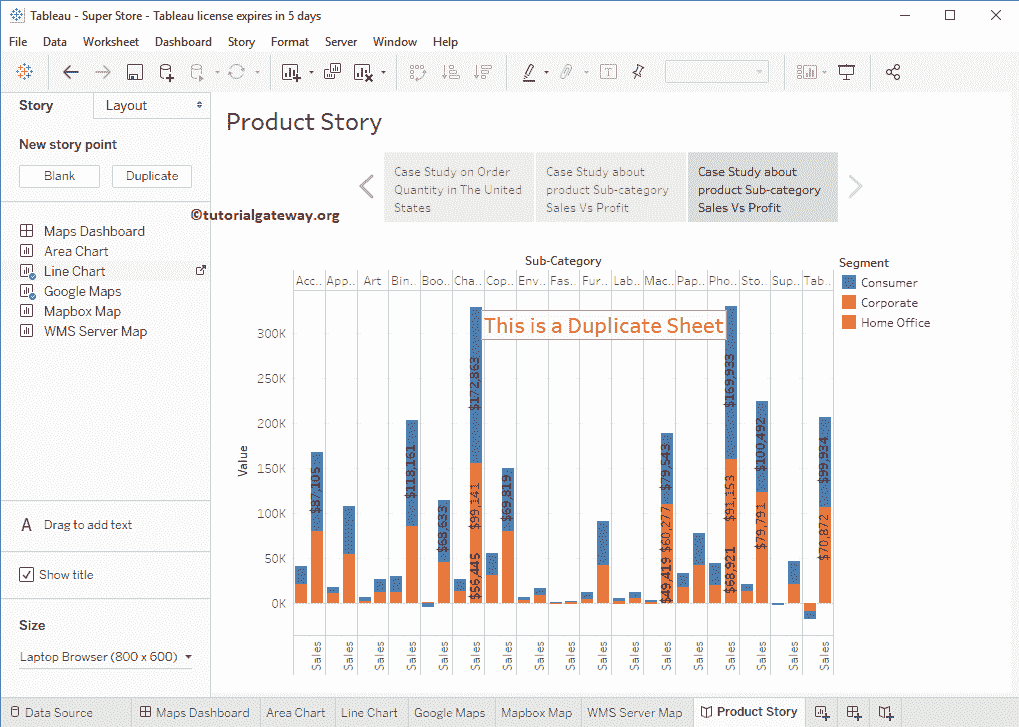 Tableau - Super Store - Tableau license expires in 5 days
File Data Worksheet Dashboard Story Format Server Window Help
Story Layout
New story point
Blank Duplicate
Maps Dashboard
Area Chart
Line Chart
Google Maps
Mapbox Map
WMS Server Map
A Drag to add text
Show title
Size
Laptop Browser (800 x 600)
©tutorialgateway.org
Product Story
Case Study on Order
Quantity in The United
States
Case Study about
product Sub-category
Sales Vs Profit
Case Study about
product Sub-category
Sales Vs Profit
Sub-Category
Acc.. App.. Art Bin.. Boo.. Cha.. Cop.. Env.. Fas.. Fur.. Lab.. Mac.. Pap.. Pho.. Sto.. Sup.. Tab..
This is a Duplicate Sheet
Value
300K
250K
200K
150K
100K
50K
0K
$87,105
$118,161
$68,633
$172,863
$99,141
$56,445
$69,819
$79,543
$60,277
$49,419
$169,933
$91,153
$68,921
$100,492
$79,791
$99,934
$70,872
Sales Sales Sales Sales Sales Sales Sales Sales Sales Sales Sales Sales Sales Sales Sales Sales Sales
Segment
Consumer
Corporate
Home Office
Data Source Maps Dashboard Area Chart Line Chart Google Maps Mapbox Map WMS Server Map Product Story